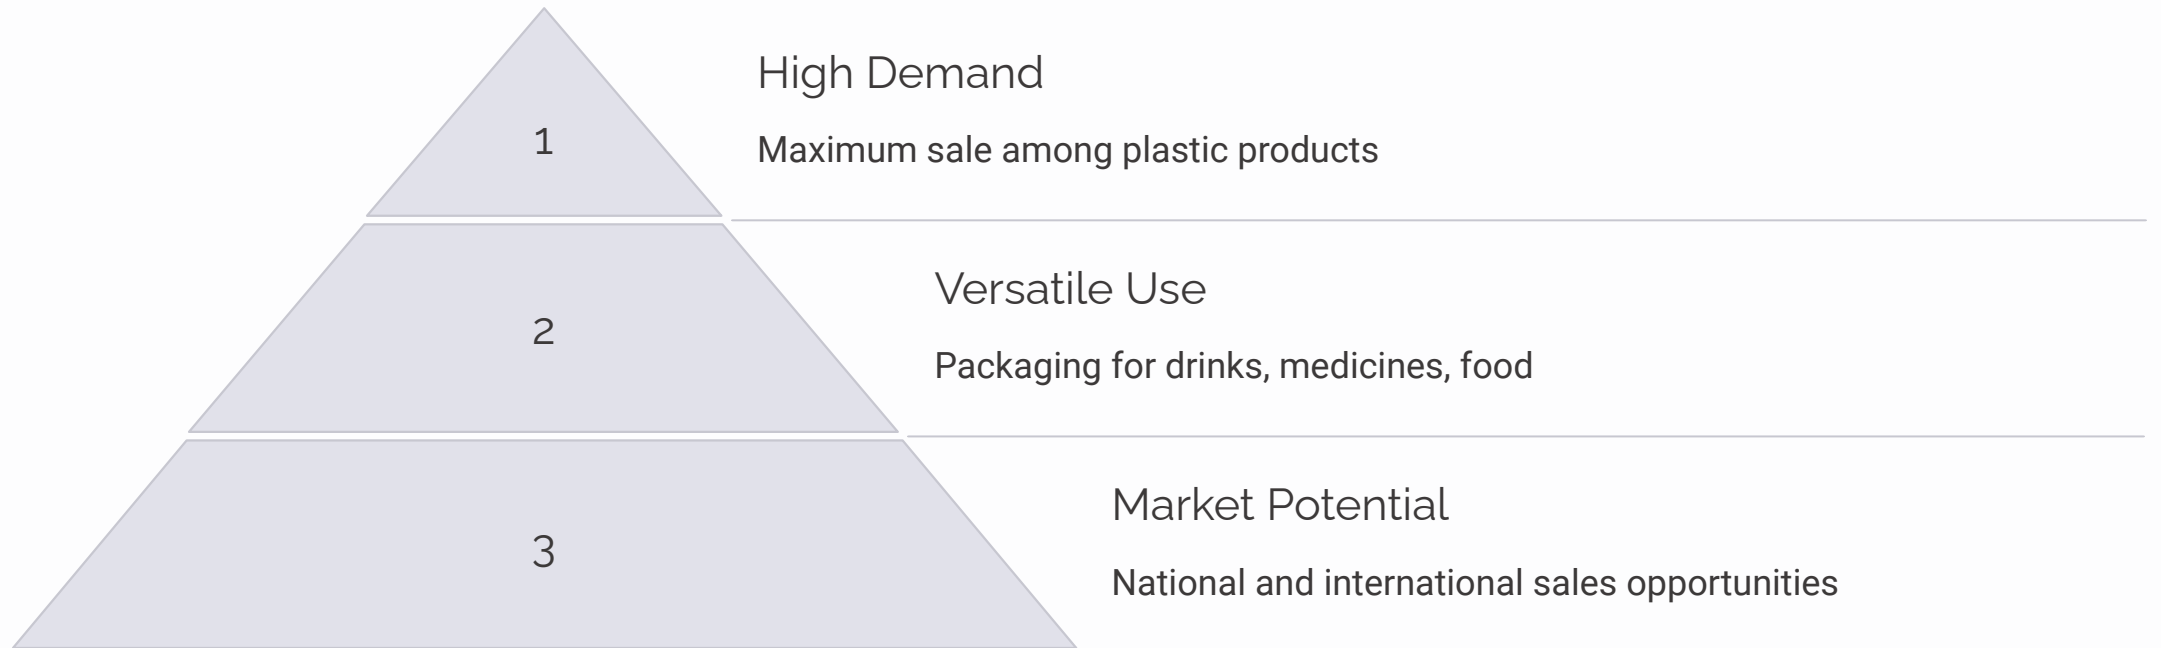 1
High Demand
Maximum sale among plastic products
2
Versatile Use
Packaging for drinks, medicines, food
3
Market Potential
National and international sales opportunities